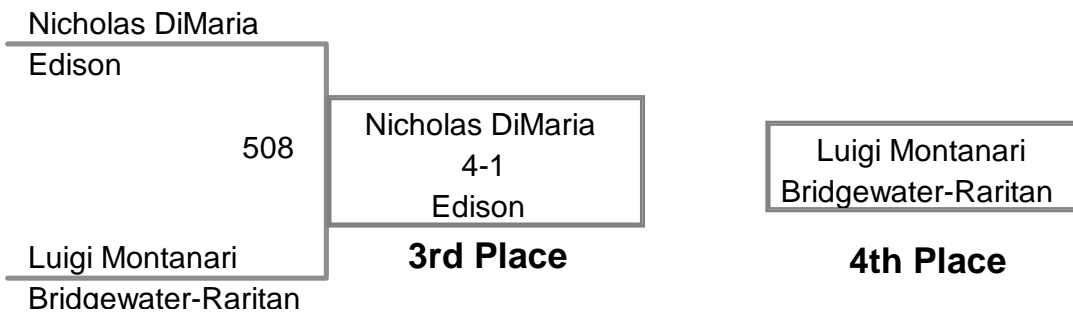 Nicholas DiMaria
Edison
508
Nicholas DiMaria
4-1
Edison
3rd Place
Luigi Montanari
Bridgewater-Raritan
Luigi Montanari
Bridgewater-Raritan
4th Place